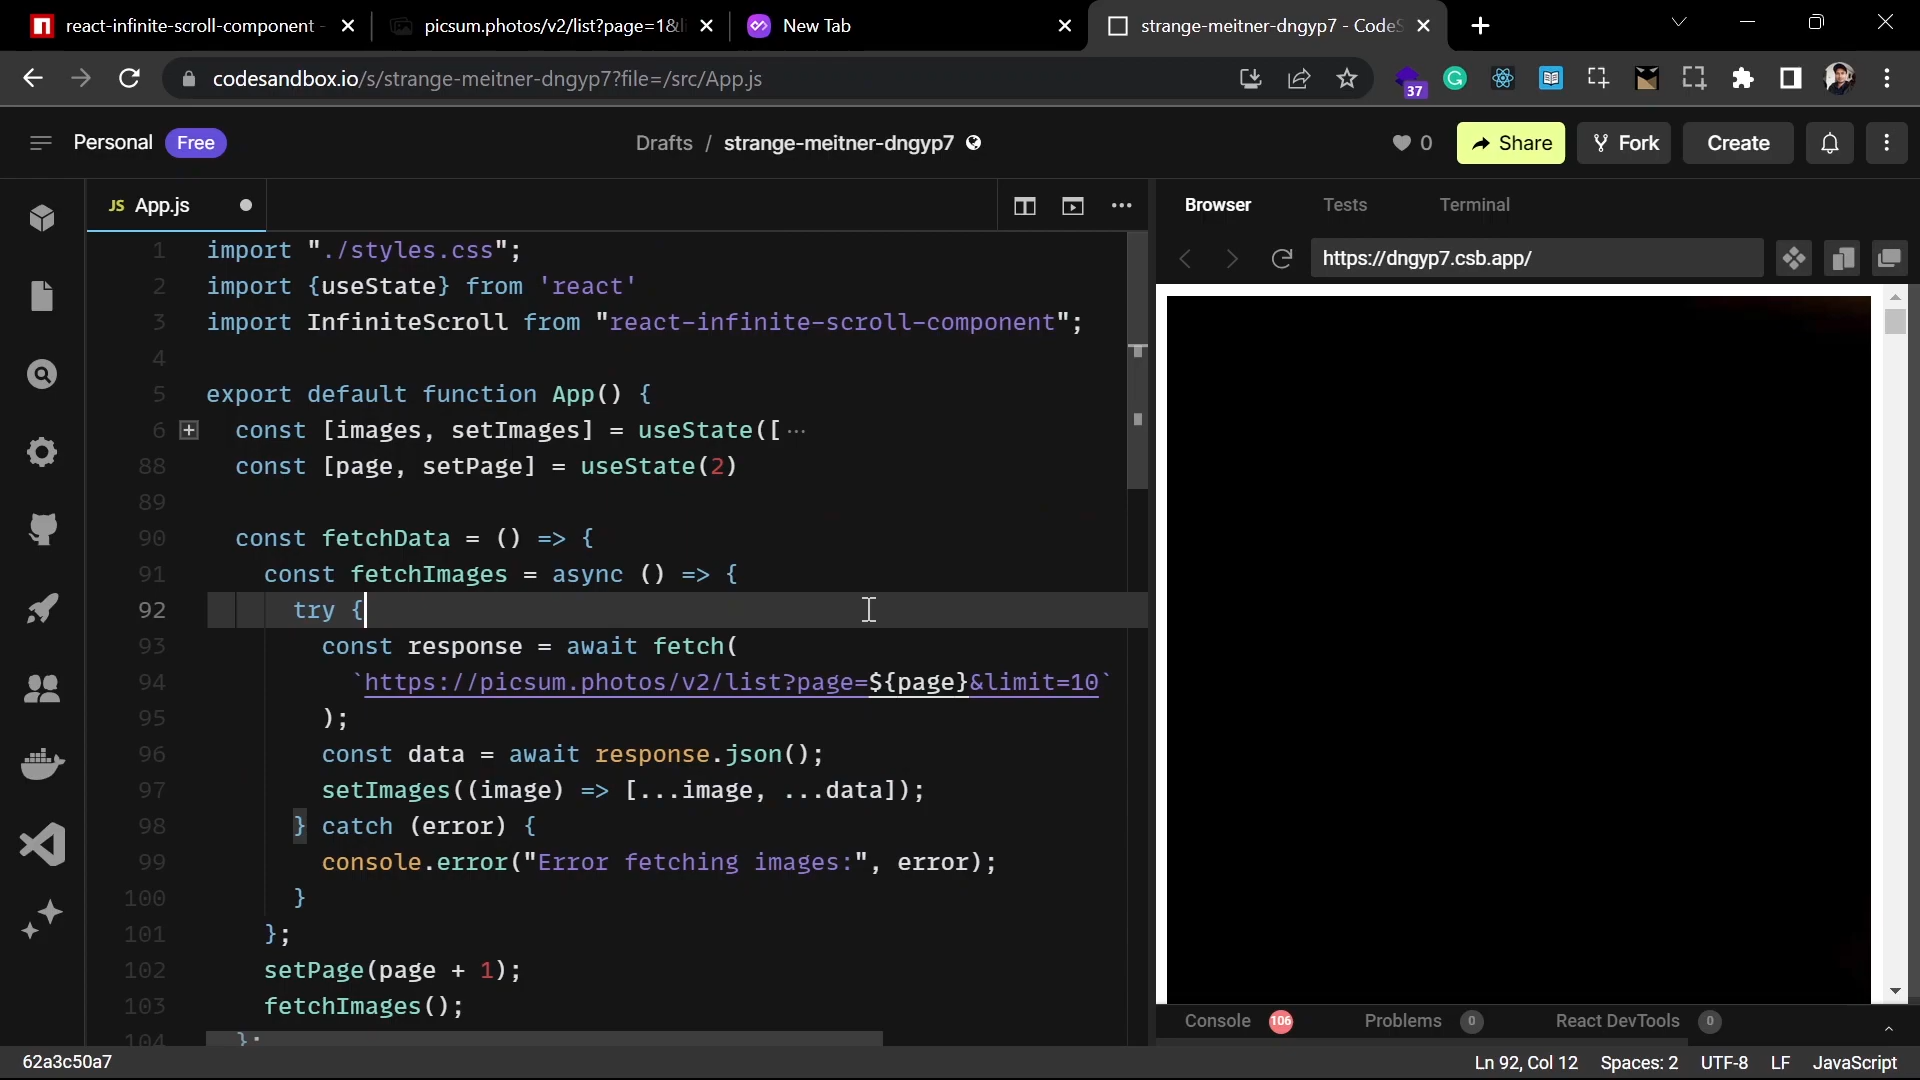 react-infinite-scroll-component -
picsum.photos/v2/list?page=1&li
New Tab
strange-meitner-dngyp7 - CodeS
codesandbox.io/s/strange-meitner-dngyp7?file=/src/App.js
37
Personal Free
Drafts / strange-meitner-dngyp7
0
Share
Fork
Create
JS App.js
Browser Tests Terminal
https://dngyp7.csb.app/
1 import "./styles.css";
2 import {useState} from 'react'
3 import InfiniteScroll from "react-infinite-scroll-component";
4
5 export default function App() {
6 const [images, setImages] = useState([ ···
88 const [page, setPage] = useState(2)
89
90 const fetchData = () => {
91 const fetchImages = async () => {
92 try {
93 const response = await fetch(
94 `https://picsum.photos/v2/list?page=${page}&limit=10`
95 );
96 const data = await response.json();
97 setImages((image) => [...image, ...data]);
98 } catch (error) {
99 console.error("Error fetching images:", error);
100 }
101 };
102 setPage(page + 1);
103 fetchImages();
104 };
Console 106 Problems 0 React DevTools 0
62a3c50a7
Ln 92, Col 12 Spaces: 2 UTF-8 LF JavaScript